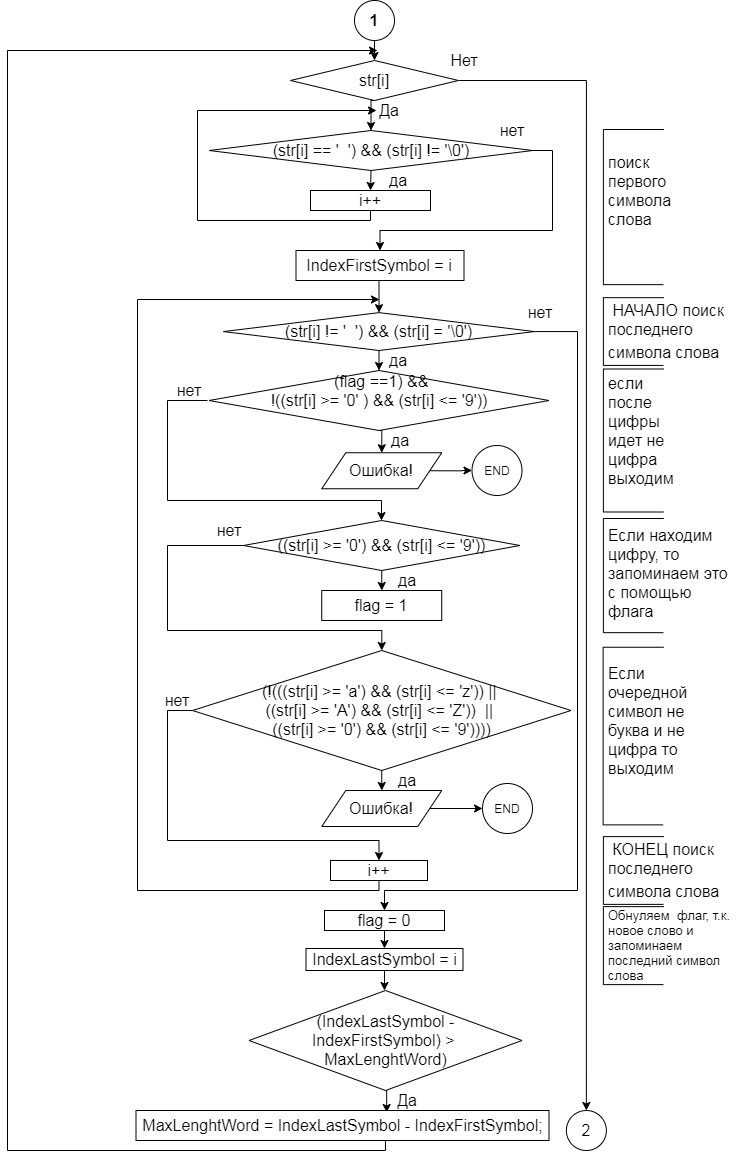 1
Нет
str[i]
Да
нет
(str[i] == ' ') && (str[i] != '\0')
да
i++
поиск
первого
символа
слова
IndexFirstSymbol = i
нет
(str[i] != ' ') && (str[i] = '\0')
да
НАЧАЛО поиск
последнего
символа слова
нет
(flag ==1) &&
!((str[i] >= '0' ) && (str[i] <= '9'))
да
Ошибка!
END
если
после
цифры
идет не
цифра
выходим
нет
((str[i] >= '0') && (str[i] <= '9'))
да
flag = 1
Если находим
цифру, то
запоминаем это
с помощью
флага
нет
(!(((str[i] >= 'a') && (str[i] <= 'z')) ||
((str[i] >= 'A') && (str[i] <= 'Z')) ||
((str[i] >= '0') && (str[i] <= '9'))))
да
Ошибка!
END
Если
очередной
символ не
буква и не
цифра то
выходим
i++
КОНЕЦ поиск
последнего
символа слова
flag = 0
IndexLastSymbol = i
Обнуляем флаг, т.к.
новое слово и
запоминаем
последний символ
слова
(IndexLastSymbol -
IndexFirstSymbol) >
MaxLenghtWord)
Да
MaxLenghtWord = IndexLastSymbol - IndexFirstSymbol;
2